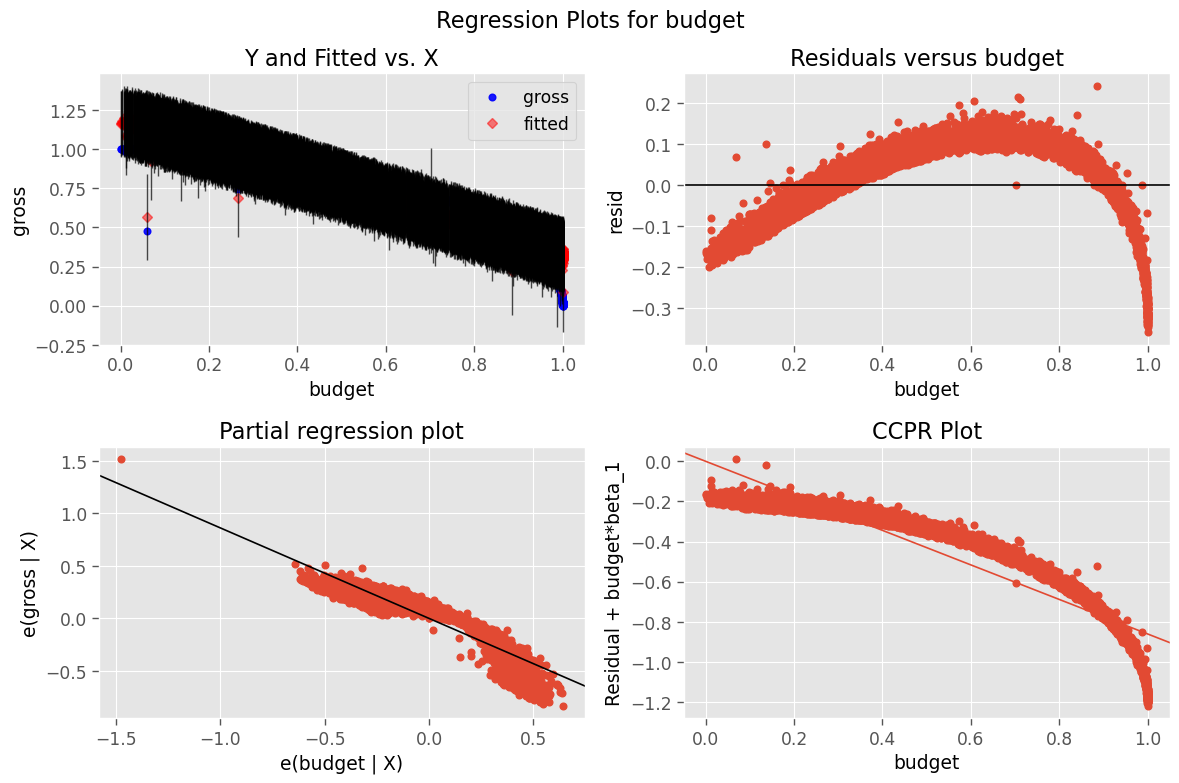 Regression Plots for budget
Y and Fitted vs. X
1.25
1.00
0.75
0.50
0.25
0.00
−0.25
gross
gross
fitted
0.0 0.2 0.4 0.6 0.8 1.0
budget
Residuals versus budget
0.2
0.1
0.0
−0.1
−0.2
−0.3
resid
0.0 0.2 0.4 0.6 0.8 1.0
budget
Partial regression plot
1.5
1.0
0.5
0.0
−0.5
e(gross | X)
−1.5 −1.0 −0.5 0.0 0.5
e(budget | X)
CCPR Plot
0.0
−0.2
−0.4
−0.6
−0.8
−1.0
−1.2
Residual + budget*beta_1
0.0 0.2 0.4 0.6 0.8 1.0
budget